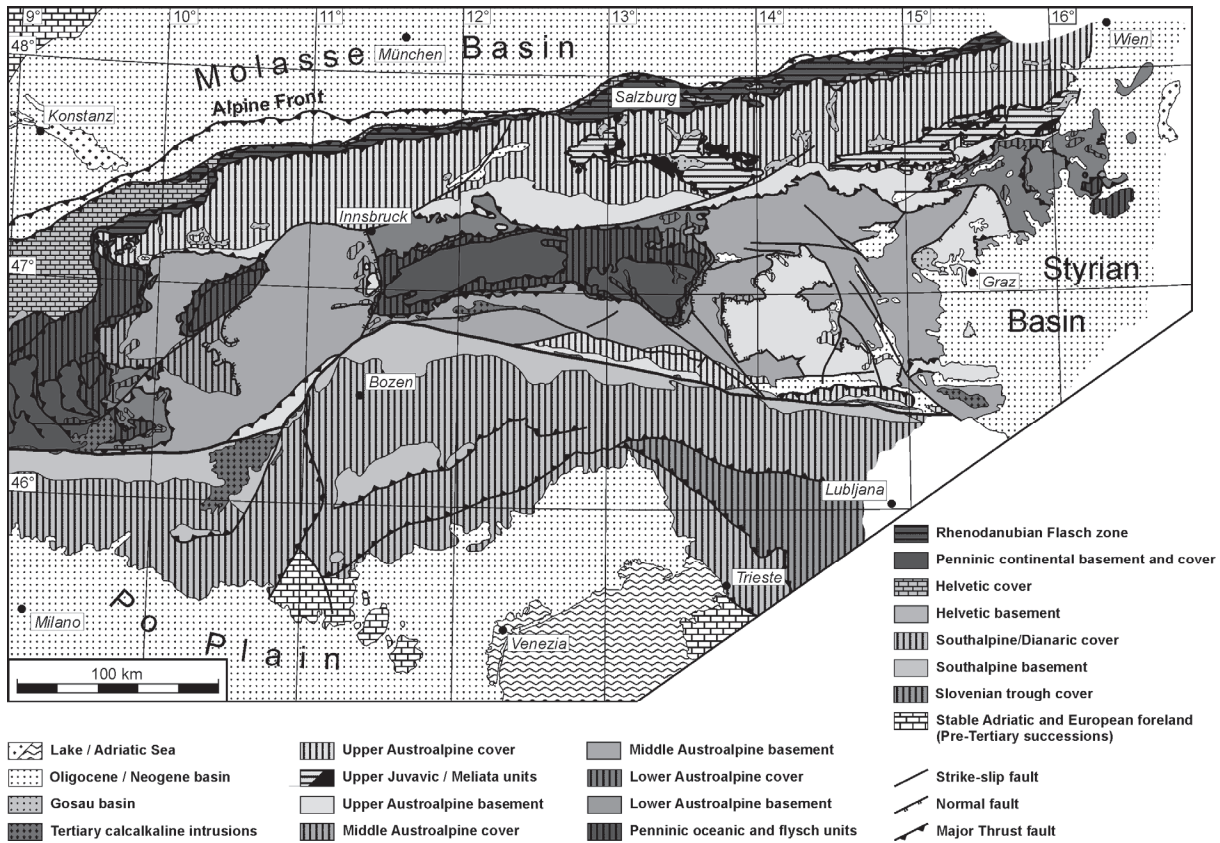 9°
10°
11°
12°
13°
14°
15°
16°
48°
München
Molasse Basin
Wien
Alpine Front
Salzburg
Konstanz
Innsbruck
47°
Graz
Styrian
Basin
Bozen
46°
Lubljana
Trieste
Milano
Po Plain
Venezia
100 km
Rhenodanubian Flasch zone
Penninic continental basement and cover
Helvetic cover
Helvetic basement
Southalpine/Dianaric cover
Southalpine basement
Slovenian trough cover
Stable Adriatic and European foreland
(Pre-Tertiary successions)
Lake / Adriatic Sea
Oligocene / Neogene basin
Gosau basin
Tertiary calcalkaline intrusions
Upper Austroalpine cover
Upper Juvavic / Meliata units
Upper Austroalpine basement
Middle Austroalpine cover
Middle Austroalpine basement
Lower Austroalpine cover
Lower Austroalpine basement
Penninic oceanic and flysch units
Strike-slip fault
Normal fault
Major Thrust fault